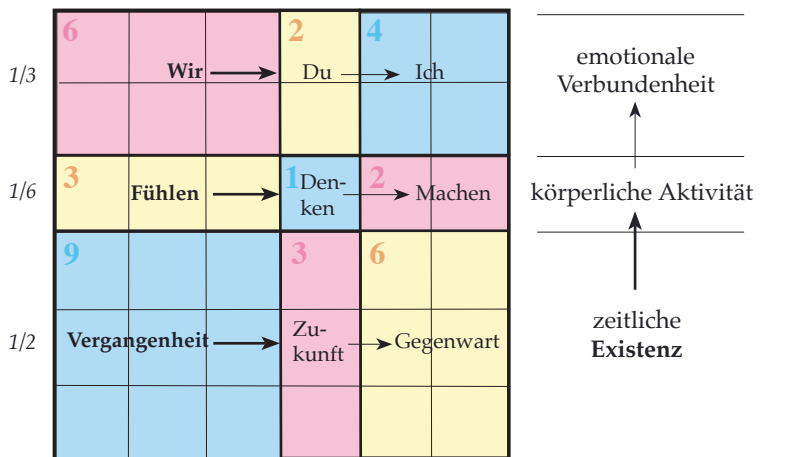 6 2 4
1/3 Wir Du Ich
emotionale
Verbundenheit
3 1 2
1/6 Fühlen Den-
ken Machen
körperliche Aktivität
9 3 6
1/2 Vergangenheit Zu-
kunft Gegenwart
zeitliche
Existenz